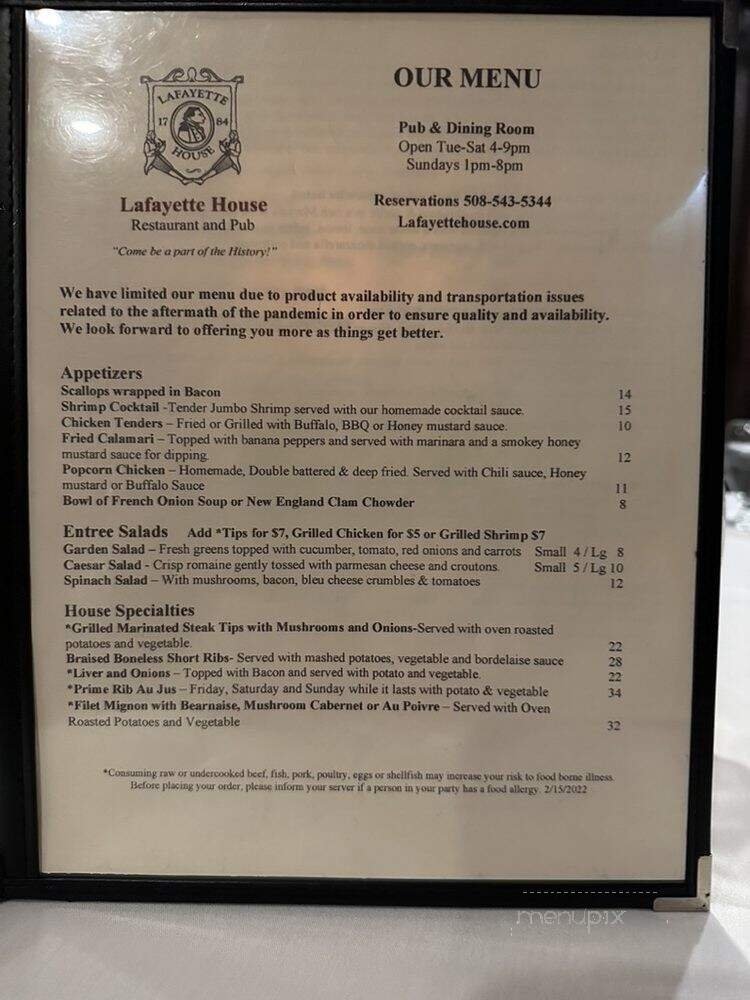 LAFAYETTE
17 84
HOUSE
Lafayette House
Restaurant and Pub
"Come be a part of the History!"
OUR MENU
Pub & Dining Room
Open Tue-Sat 4-9pm
Sundays 1pm-8pm
Reservations 508-543-5344
Lafayettehouse.com
We have limited our menu due to product availability and transportation issues
related to the aftermath of the pandemic in order to ensure quality and availability.
We look forward to offering you more as things get better.
Appetizers
Scallops wrapped in Bacon 14
Shrimp Cocktail -Tender Jumbo Shrimp served with our homemade cocktail sauce. 15
Chicken Tenders – Fried or Grilled with Buffalo, BBQ or Honey mustard sauce. 10
Fried Calamari – Topped with banana peppers and served with marinara and a smokey honey
mustard sauce for dipping. 12
Popcorn Chicken – Homemade, Double battered & deep fried. Served with Chili sauce, Honey
mustard or Buffalo Sauce 11
Bowl of French Onion Soup or New England Clam Chowder 8
Entree Salads Add *Tips for $7, Grilled Chicken for $5 or Grilled Shrimp $7
Garden Salad – Fresh greens topped with cucumber, tomato, red onions and carrots Small 4 / Lg 8
Caesar Salad - Crisp romaine gently tossed with parmesan cheese and croutons. Small 5 / Lg 10
Spinach Salad – With mushrooms, bacon, bleu cheese crumbles & tomatoes 12
House Specialties
*Grilled Marinated Steak Tips with Mushrooms and Onions-Served with oven roasted
potatoes and vegetable. 22
Braised Boneless Short Ribs- Served with mashed potatoes, vegetable and bordelaise sauce 28
*Liver and Onions – Topped with Bacon and served with potato and vegetable. 22
*Prime Rib Au Jus – Friday, Saturday and Sunday while it lasts with potato & vegetable 34
*Filet Mignon with Bearnaise, Mushroom Cabernet or Au Poivre – Served with Oven
Roasted Potatoes and Vegetable 32
*Consuming raw or undercooked beef, fish, pork, poultry, eggs or shellfish may increase your risk to food borne illness.
Before placing your order, please inform your server if a person in your party has a food allergy. 2/15/2022
menupix